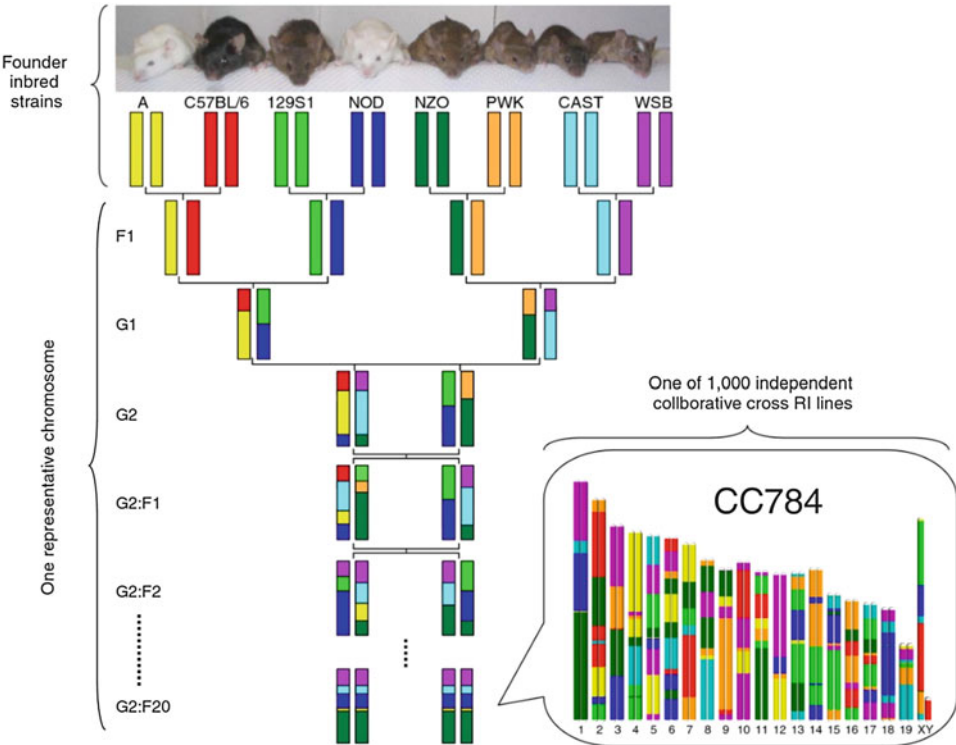 Founder
inbred
strains
A C57BL/6 129S1 NOD NZO PWK CAST WSB
One representative chromosome
F1
G1
G2
G2:F1
G2:F2
G2:F20
One of 1,000 independent
collborative cross RI lines
CC784
1 2 3 4 5 6 7 8 9 10 11 12 13 14 15 16 17 18 19 XY